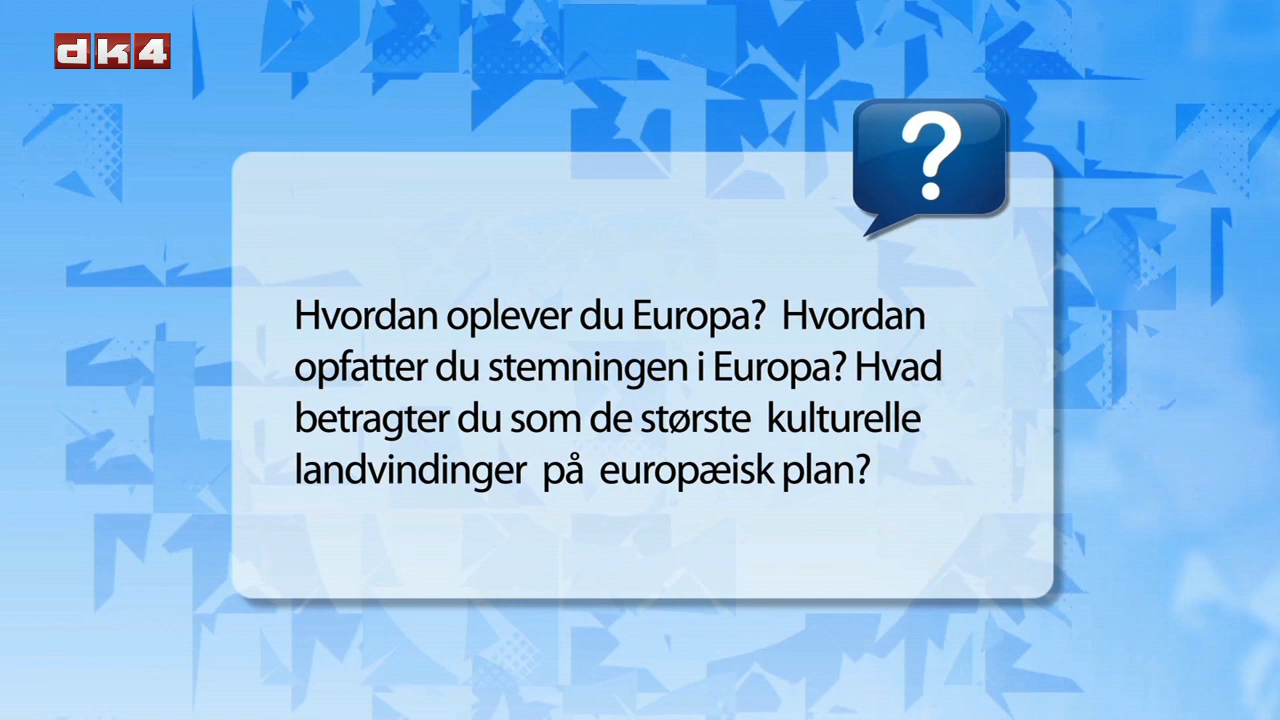 dk4
?
Hvordan oplever du Europa? Hvordan
opfatter du stemningen i Europa? Hvad
betragter du som de største kulturelle
landvindinger på europæisk plan?